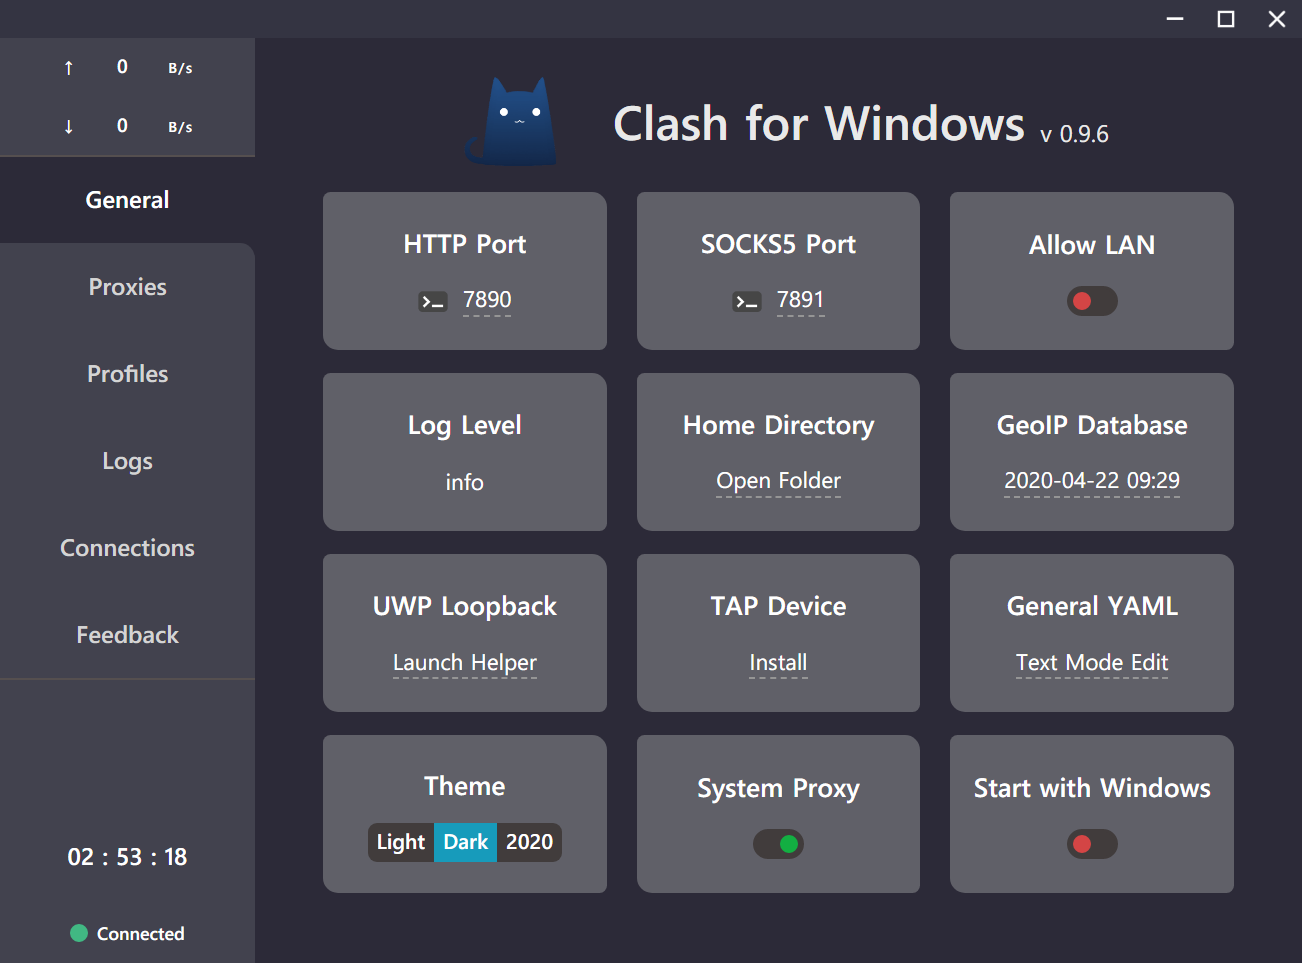 ↑ 0 B/s
↓ 0 B/s
General
Proxies
Profiles
Logs
Connections
Feedback
02 : 53 : 18
Connected
Clash for Windows v 0.9.6
HTTP Port
7890
SOCKS5 Port
7891
Allow LAN
Log Level
info
Home Directory
Open Folder
GeoIP Database
2020-04-22 09:29
UWP Loopback
Launch Helper
TAP Device
Install
General YAML
Text Mode Edit
Theme
Light Dark 2020
System Proxy
Start with Windows